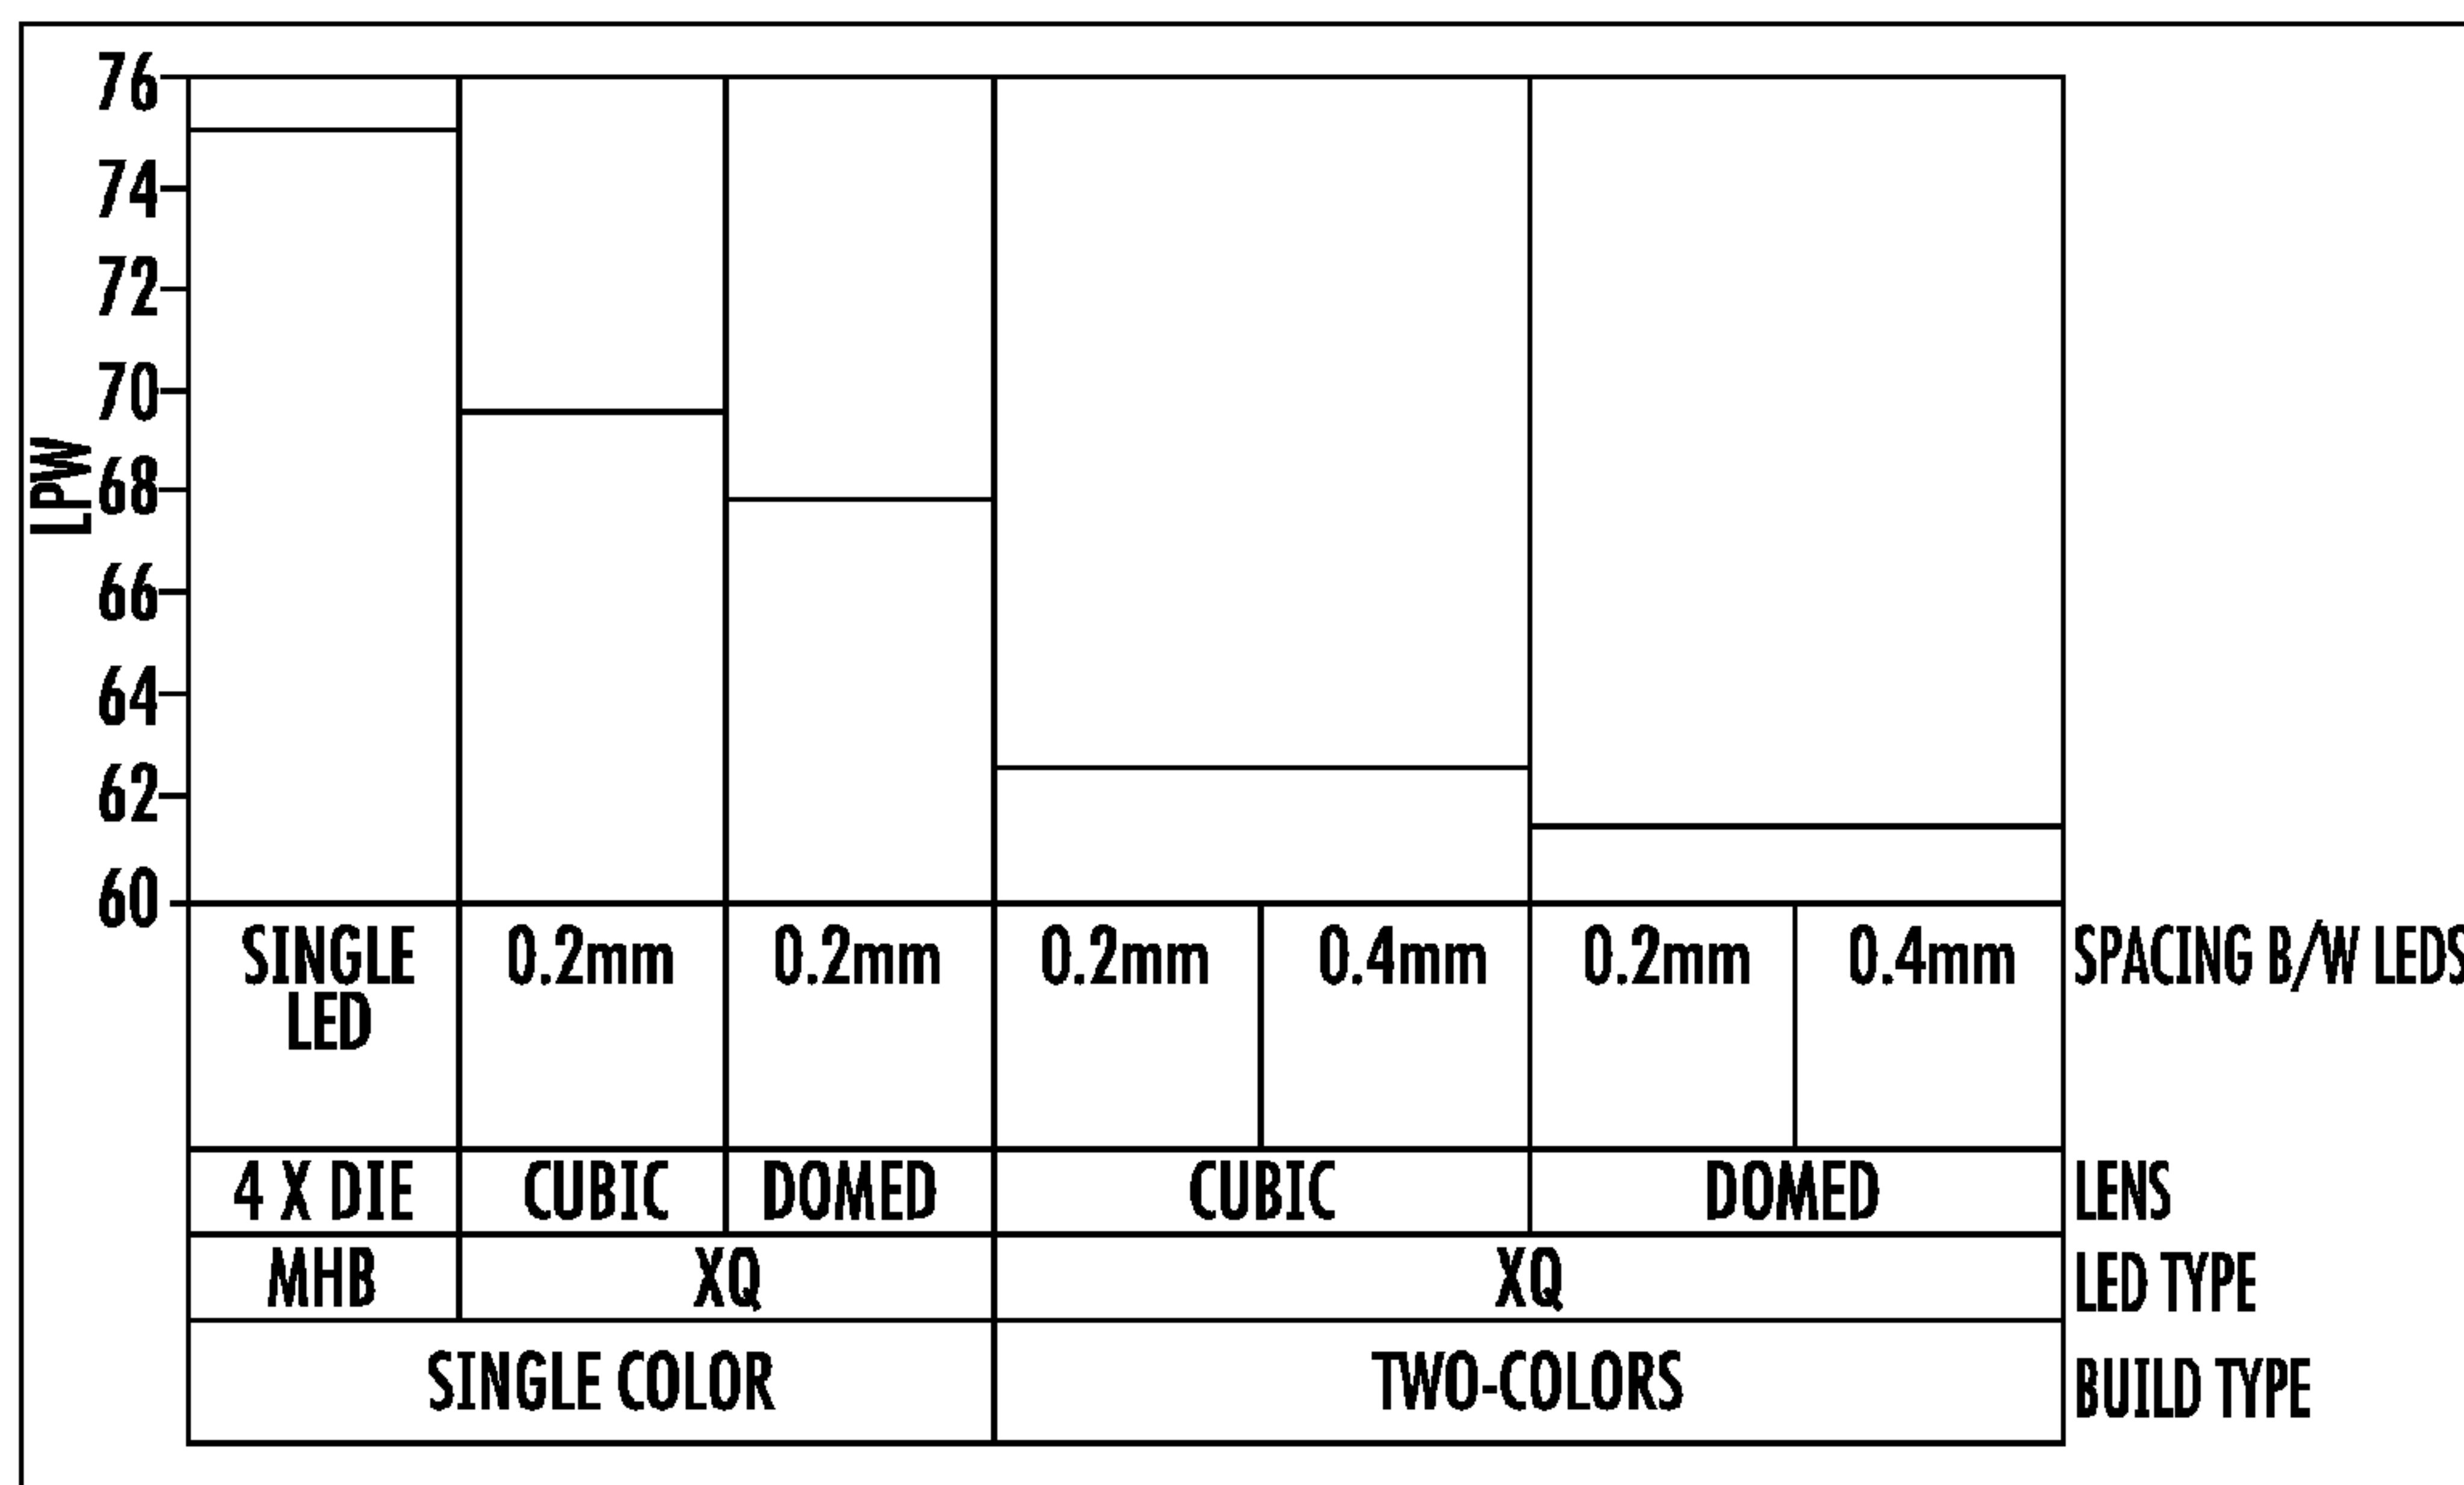 76
74
72
70
LPW
68
66
64
62
60
SINGLE LED 0.2mm 0.2mm 0.2mm 0.4mm 0.2mm 0.4mm SPACING B/W LEDS
4 X DIE CUBIC DOMED CUBIC DOMED LENS
MHB XQ XQ LED TYPE
SINGLE COLOR TWO-COLORS BUILD TYPE